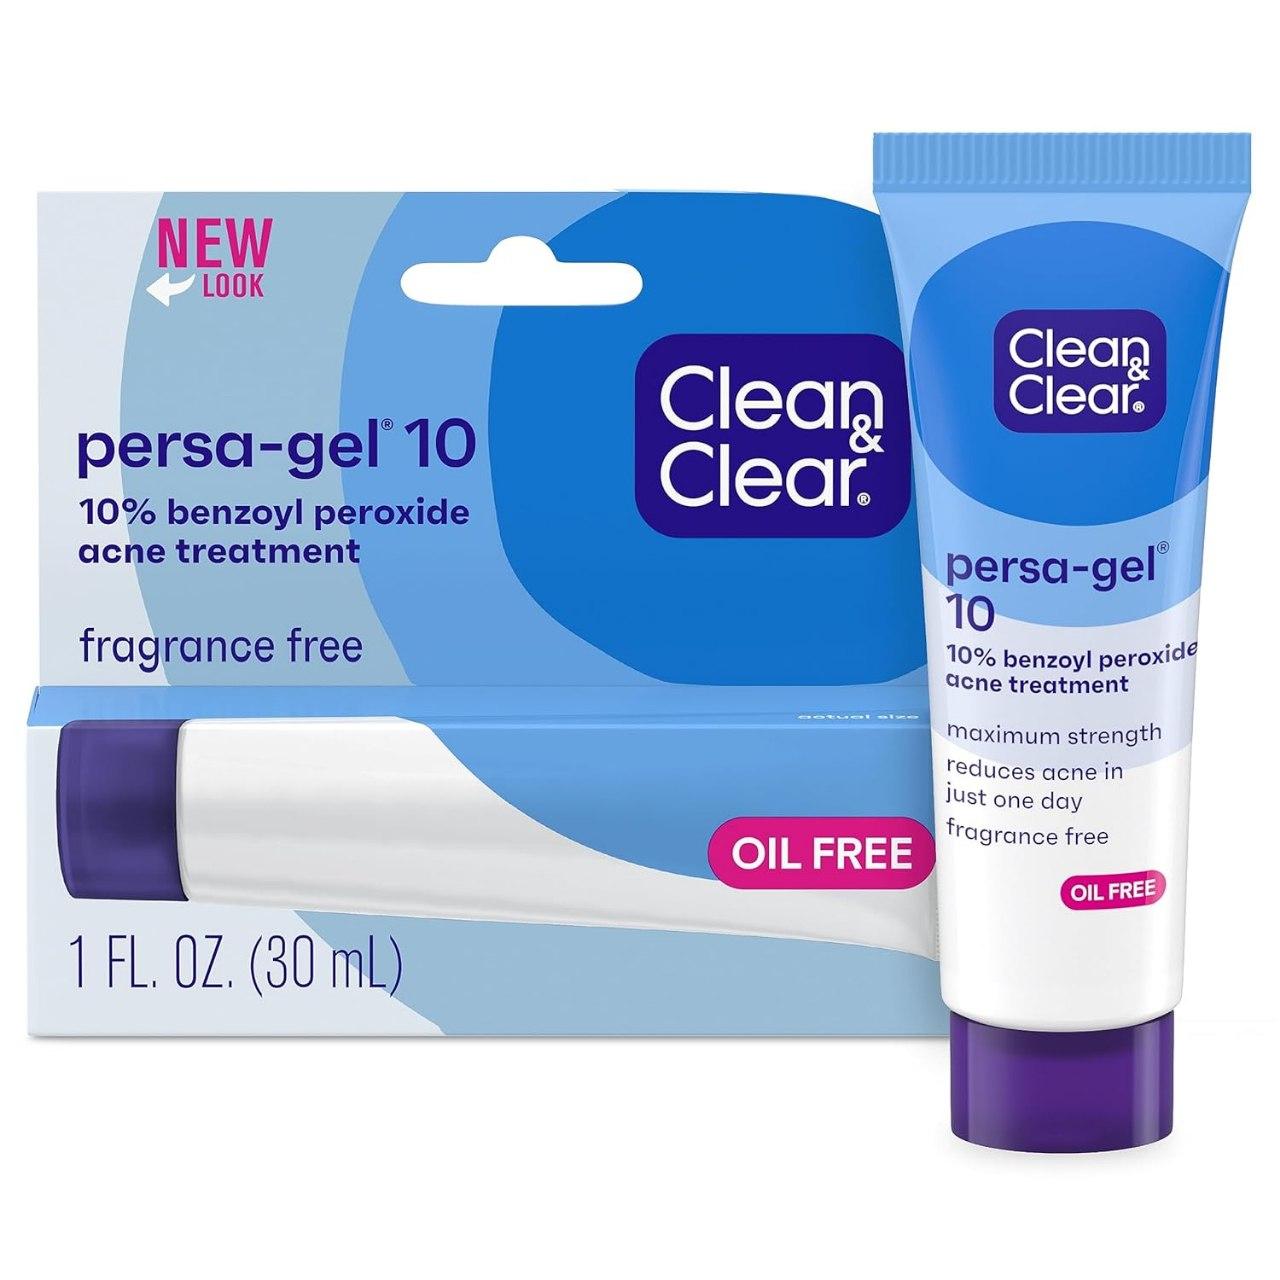 NEW
LOOK
persa-gel® 10
10% benzoyl peroxide
acne treatment
fragrance free
Clean
&
Clear®
actual size
OIL FREE
1 FL. OZ. (30 mL)
Clean
&
Clear®
persa-gel®
10
10% benzoyl peroxide
acne treatment
maximum strength
reduces acne in
just one day
fragrance free
OIL FREE